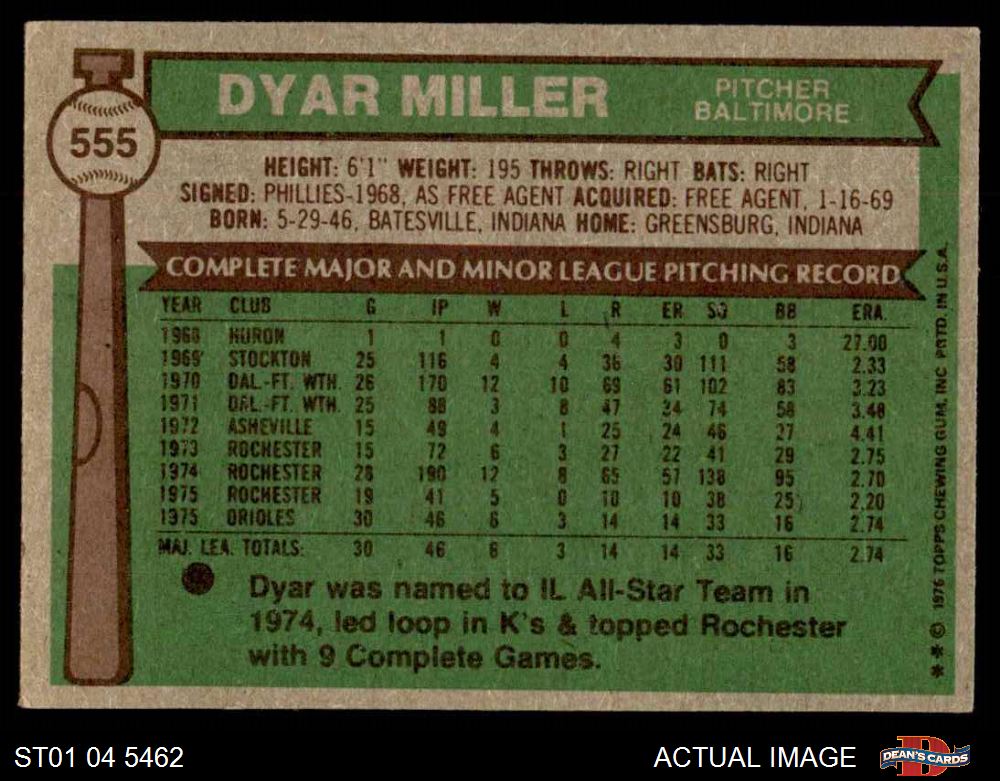 DYAR MILLER
PITCHER
BALTIMORE
555
HEIGHT: 6'1" WEIGHT: 195 THROWS: RIGHT BATS: RIGHT
SIGNED: PHILLIES-1968, AS FREE AGENT ACQUIRED: FREE AGENT, 1-16-69
BORN: 5-29-46, BATESVILLE, INDIANA HOME: GREENSBURG, INDIANA
COMPLETE MAJOR AND MINOR LEAGUE PITCHING RECORD
YEAR CLUB G IP W L R ER SO BB ERA
1968 HURON 1 1 0 0 4 3 0 3 27.00
1969 STOCKTON 25 116 4 4 36 30 111 58 2.33
1970 DAL.-FT. WTH. 26 170 12 10 69 61 102 83 3.23
1971 DAL.-FT. WTH. 25 88 3 8 47 34 74 58 3.48
1972 ASHEVILLE 15 49 4 1 25 24 46 27 4.41
1973 ROCHESTER 15 72 6 3 27 22 41 29 2.75
1974 ROCHESTER 28 190 12 8 65 57 138 95 2.70
1975 ROCHESTER 19 41 5 0 10 10 38 25 2.20
1975 ORIOLES 30 46 6 3 14 14 33 16 2.74
MAJ. LEA. TOTALS: 30 46 6 3 14 14 33 16 2.74
Dyar was named to IL All-Star Team in
1974, led loop in K's & topped Rochester
with 9 Complete Games.
** © 1976 TOPPS CHEWING GUM, INC. PRTD. IN U.S.A.
ST01 04 5462
ACTUAL IMAGE
DEAN'S CARDS